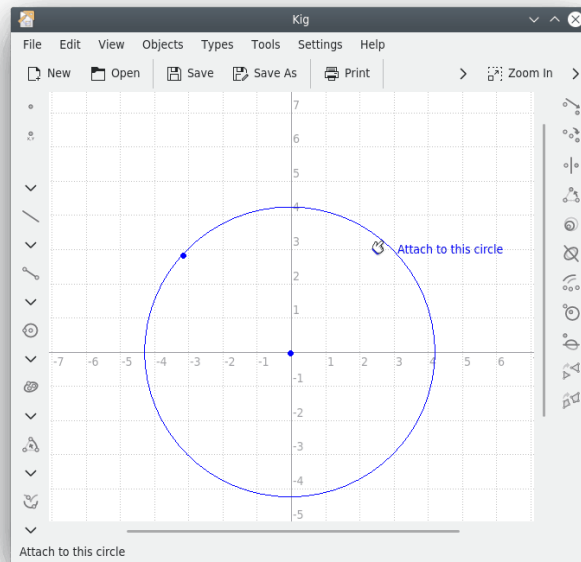 Kig
File Edit View Objects Types Tools Settings Help
New Open Save Save As Print Zoom In
7
5
4
3
2
1
-7 -6 -5 -4 -3 -2 -1 1 2 3 4 5 6
-1
-2
-3
-4
-5
Attach to this circle
Attach to this circle